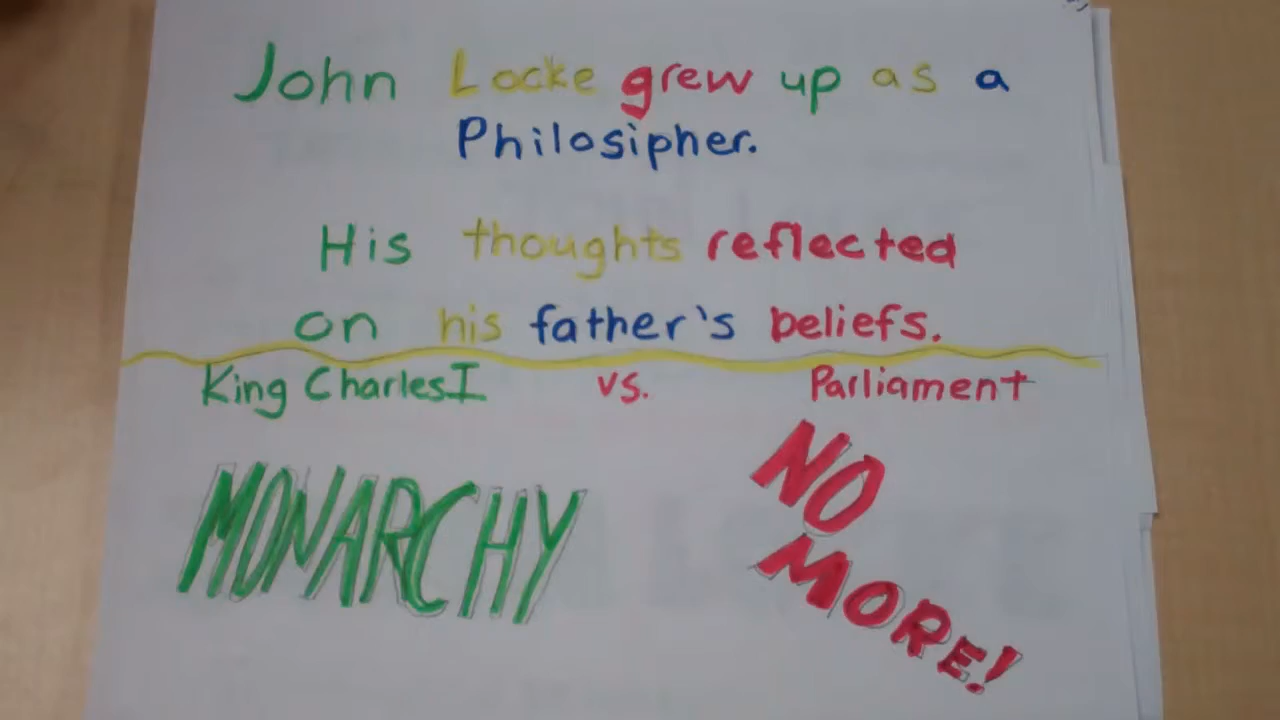 John Locke grew up as a
Philosipher.
His thoughts reflected
on his father's beliefs.
King Charles I vs. Parliament
MONARCHY
NO
MORE!